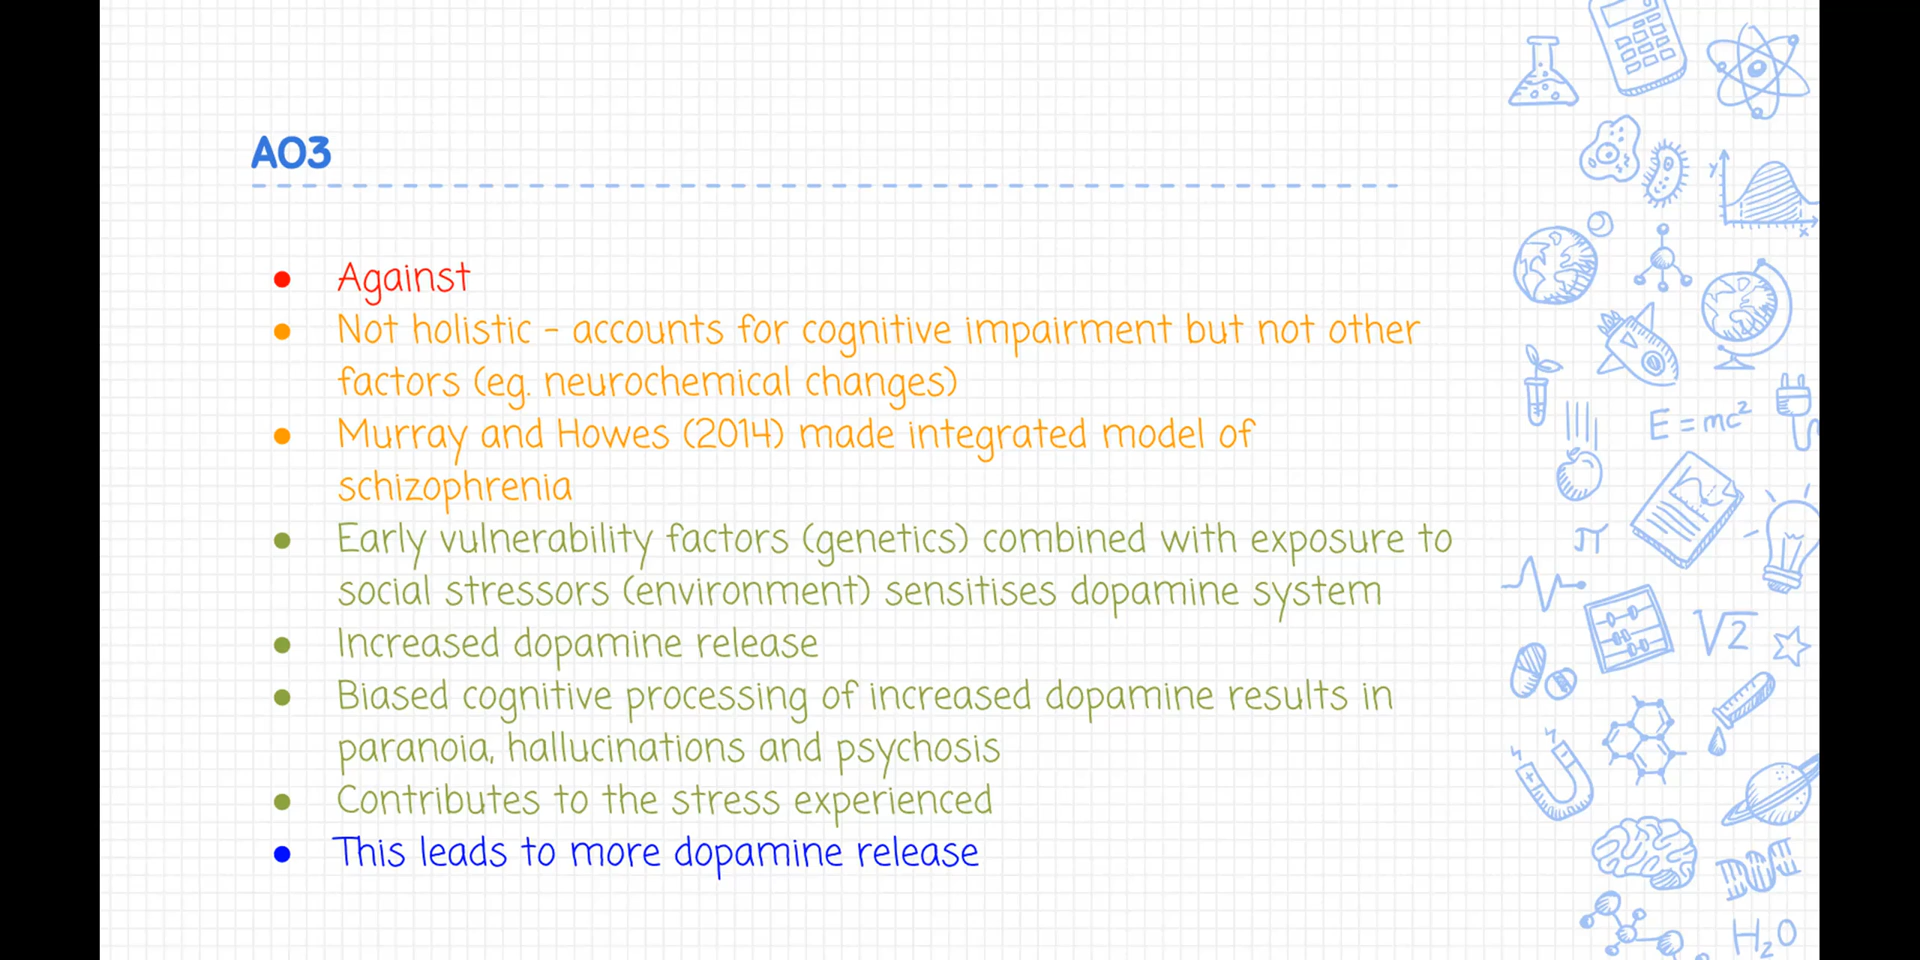 AO3
Against
Not holistic - accounts for cognitive impairment but not other
factors (eg. neurochemical changes)
Murray and Howes (2014) made integrated model of
schizophrenia
Early vulnerability factors (genetics) combined with exposure to
social stressors (environment) sensitises dopamine system
Increased dopamine release
Biased cognitive processing of increased dopamine results in
paranoia, hallucinations and psychosis
Contributes to the stress experienced
This leads to more dopamine release
y
x
E = mc²
π
√2
H₂O